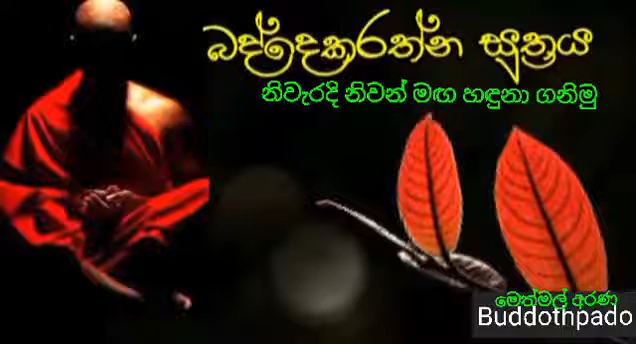 බද්දෙකරත්න සූත්‍රය
නිවැරදි නිවන් මඟ හඳුනා ගනිමු
මෙත්මල් අරණ
Buddothpado